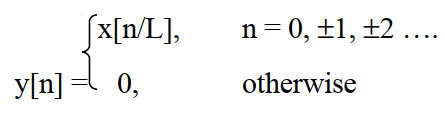 x[n/L], n = 0, ±1, ±2 ….
y[n] = 0, otherwise